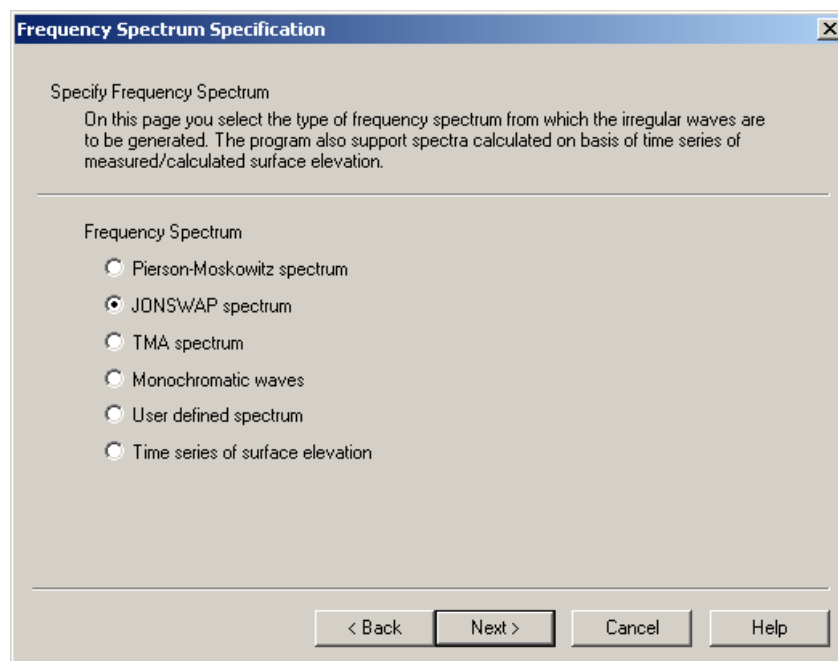 Frequency Spectrum Specification
Specify Frequency Spectrum
On this page you select the type of frequency spectrum from which the irregular waves are
to be generated. The program also support spectra calculated on basis of time series of
measured/calculated surface elevation.
Frequency Spectrum
Pierson-Moskowitz spectrum
JONSWAP spectrum
TMA spectrum
Monochromatic waves
User defined spectrum
Time series of surface elevation
< Back Next > Cancel Help